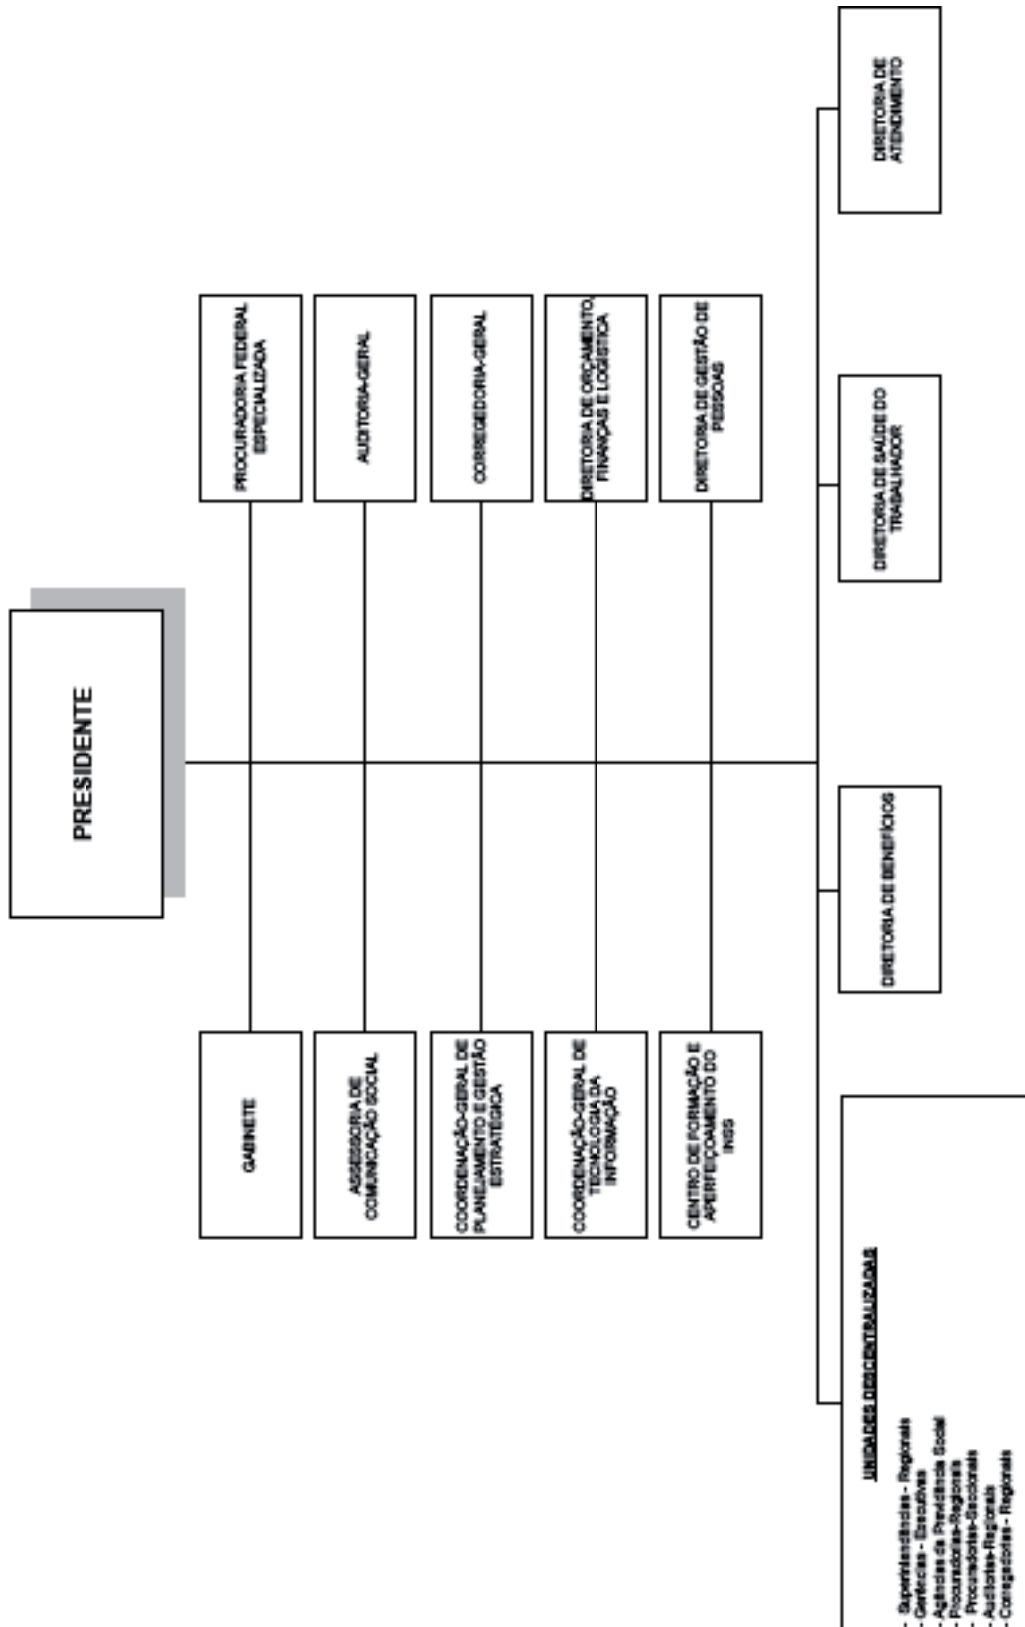 PRESIDENTE
GABINETE
PROCURADORIA FEDERAL
ESPECIALIZADA
ASSESSORIA DE
COMUNICAÇÃO SOCIAL
AUDITORIA-GERAL
COORDENAÇÃO-GERAL DE
PLANEJAMENTO E GESTÃO
ESTRATÉGICA
CORREGEDORIA-GERAL
COORDENAÇÃO-GERAL DE
TECNOLOGIA DA
INFORMAÇÃO
DIRETORIA DE ORÇAMENTO,
FINANÇAS E LOGÍSTICA
CENTRO DE FORMAÇÃO E
APERFEIÇOAMENTO DO
INSS
DIRETORIA DE GESTÃO DE
PESSOAS
UNIDADES DESCENTRALIZADAS
- Superintendências - Regionais
- Gerências - Executivas
- Agências da Previdência Social
- Procuradorias-Regionais
- Procuradorias-Seccionais
- Auditorias-Regionais
- Corregedorias - Regionais
DIRETORIA DE BENEFÍCIOS
DIRETORIA DE SAÚDE DO
TRABALHADOR
DIRETORIA DE
ATENDIMENTO